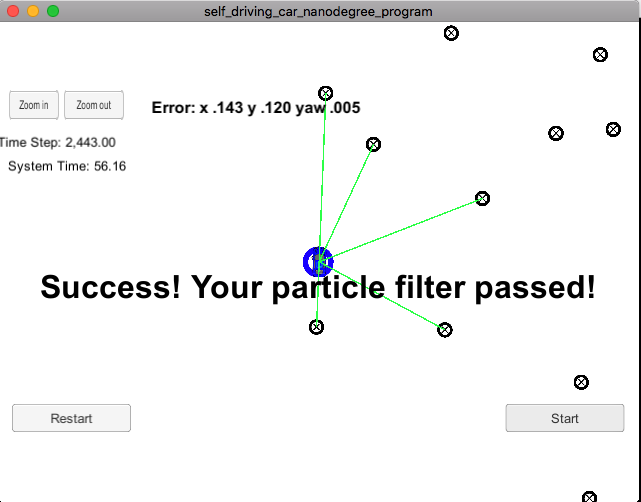 self_driving_car_nanodegree_program
Zoom in
Zoom out
Error: x .143 y .120 yaw .005
Time Step: 2,443.00
System Time: 56.16
Success! Your particle filter passed!
Restart
Start